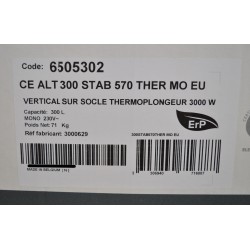 Code: 6505302
CE ALT 300 STAB 570 THER MO EU
VERTICAL SUR SOCLE THERMOPLONGEUR 3000 W
Capacité: 300 L
MONO 230V~
Poids Net: 71 Kg
Réf fabricant 3000629
ErP
MADE IN BELGIUM